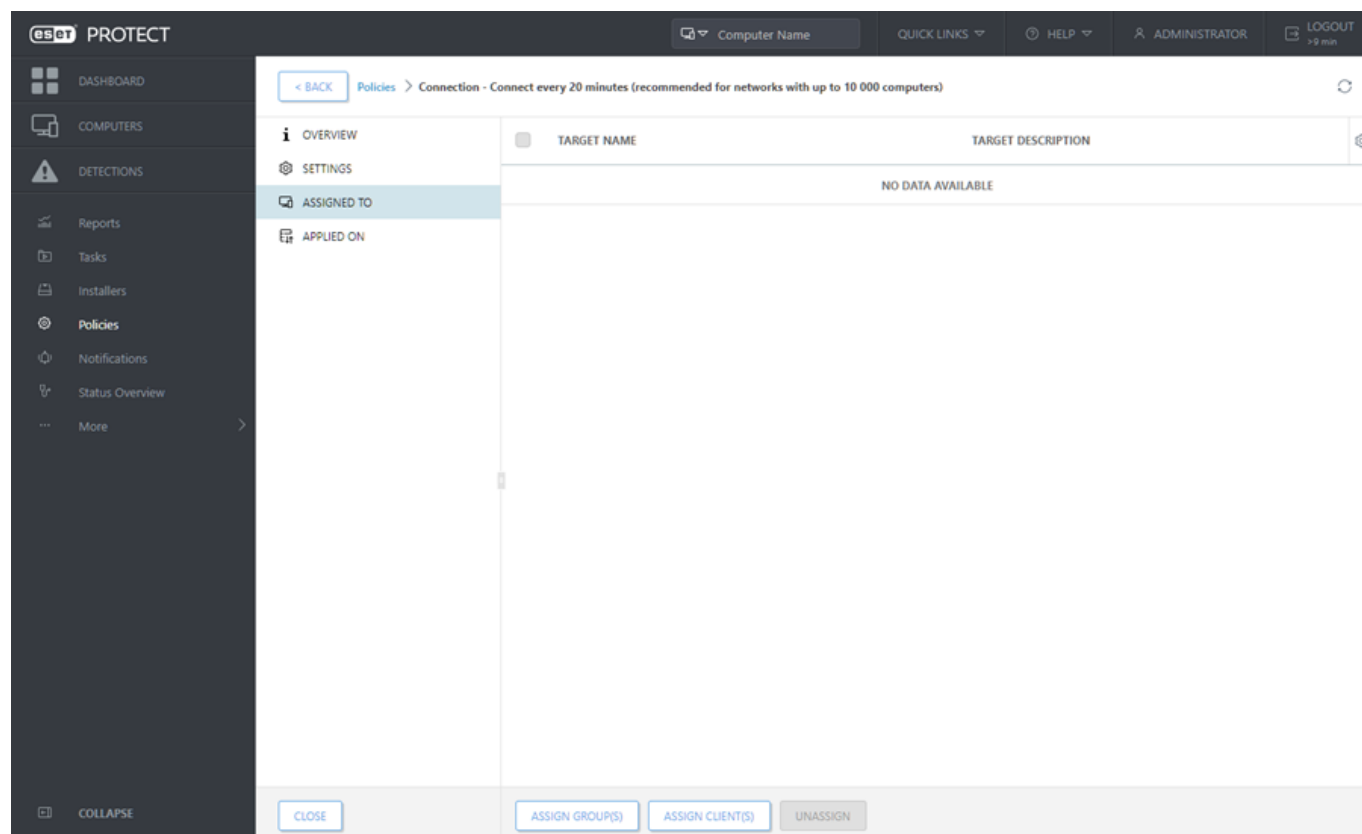 eset PROTECT
Computer Name
QUICK LINKS
HELP
ADMINISTRATOR
LOGOUT
>9 min
DASHBOARD
COMPUTERS
DETECTIONS
Reports
Tasks
Installers
Policies
Notifications
Status Overview
More
COLLAPSE
< BACK Policies > Connection - Connect every 20 minutes (recommended for networks with up to 10 000 computers)
OVERVIEW
SETTINGS
ASSIGNED TO
APPLIED ON
TARGET NAME TARGET DESCRIPTION
NO DATA AVAILABLE
CLOSE
ASSIGN GROUP(S) ASSIGN CLIENT(S) UNASSIGN